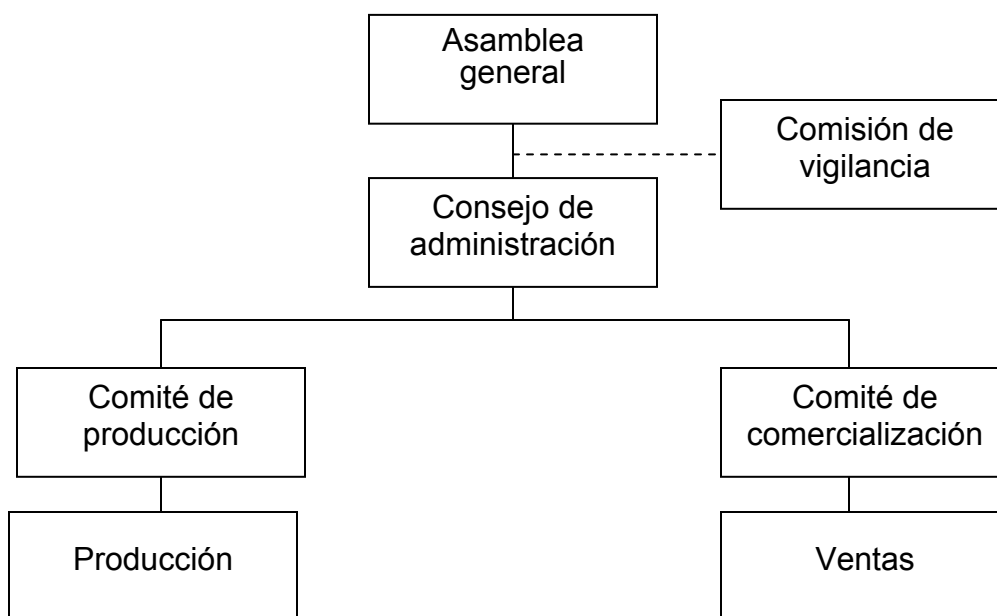 Asamblea
general
Comisión de
vigilancia
Consejo de
administración
Comité de
producción
Comité de
comercialización
Producción
Ventas